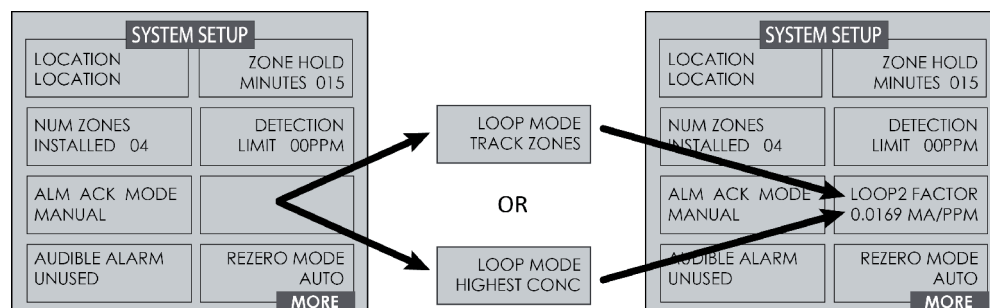 SYSTEM SETUP
LOCATION
LOCATION
ZONE HOLD
MINUTES 015
NUM ZONES
INSTALLED 04
DETECTION
LIMIT 00PPM
ALM ACK MODE
MANUAL
AUDIBLE ALARM
UNUSED
REZERO MODE
AUTO
MORE
LOOP MODE
TRACK ZONES
OR
LOOP MODE
HIGHEST CONC
SYSTEM SETUP
LOCATION
LOCATION
ZONE HOLD
MINUTES 015
NUM ZONES
INSTALLED 04
DETECTION
LIMIT 00PPM
ALM ACK MODE
MANUAL
LOOP2 FACTOR
0.0169 MA/PPM
AUDIBLE ALARM
UNUSED
REZERO MODE
AUTO
MORE